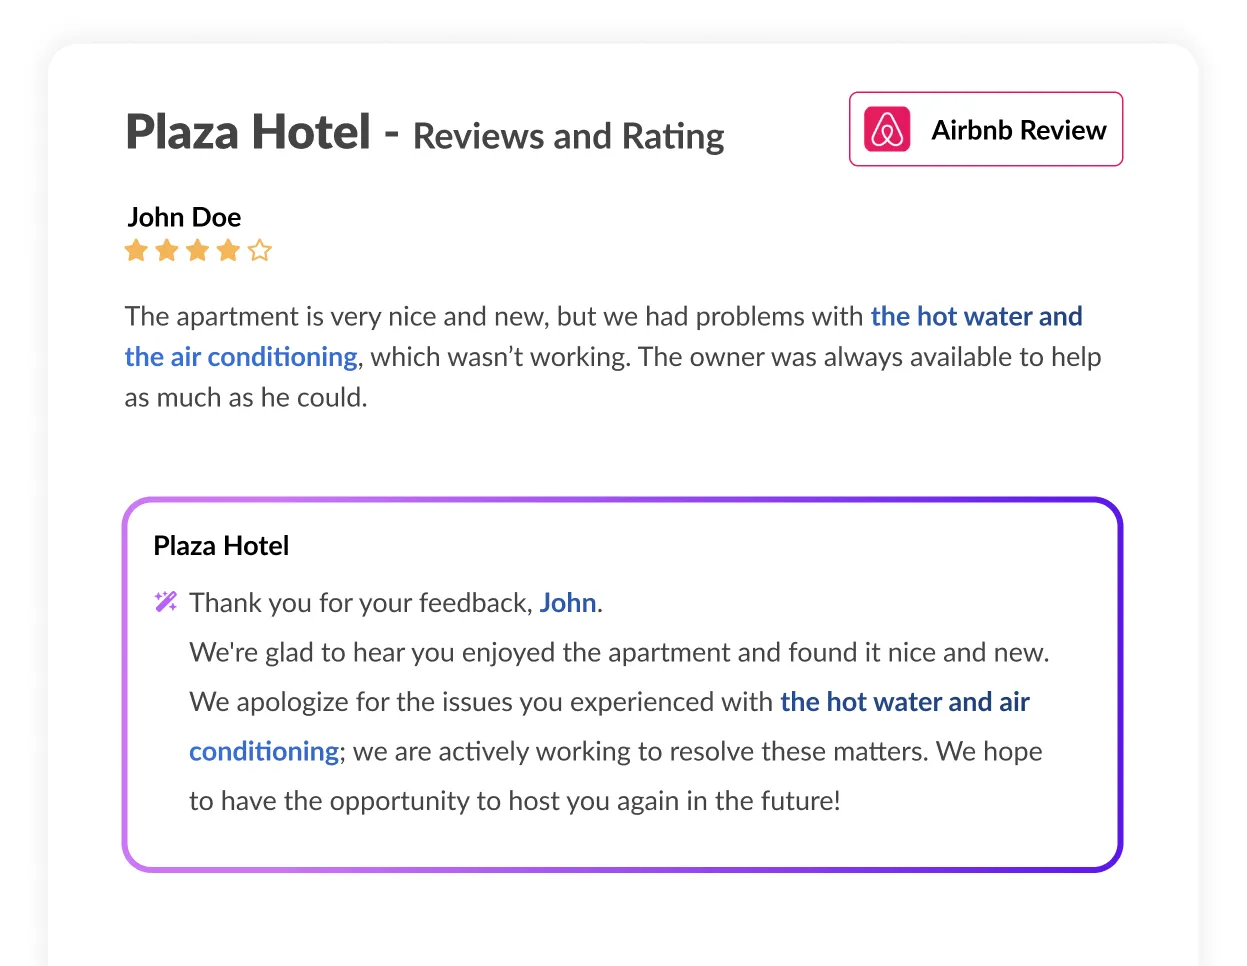 Plaza Hotel - Reviews and Rating
Airbnb Review
John Doe
The apartment is very nice and new, but we had problems with the hot water and
the air conditioning, which wasn’t working. The owner was always available to help
as much as he could.
Plaza Hotel
Thank you for your feedback, John.
We're glad to hear you enjoyed the apartment and found it nice and new.
We apologize for the issues you experienced with the hot water and air
conditioning; we are actively working to resolve these matters. We hope
to have the opportunity to host you again in the future!